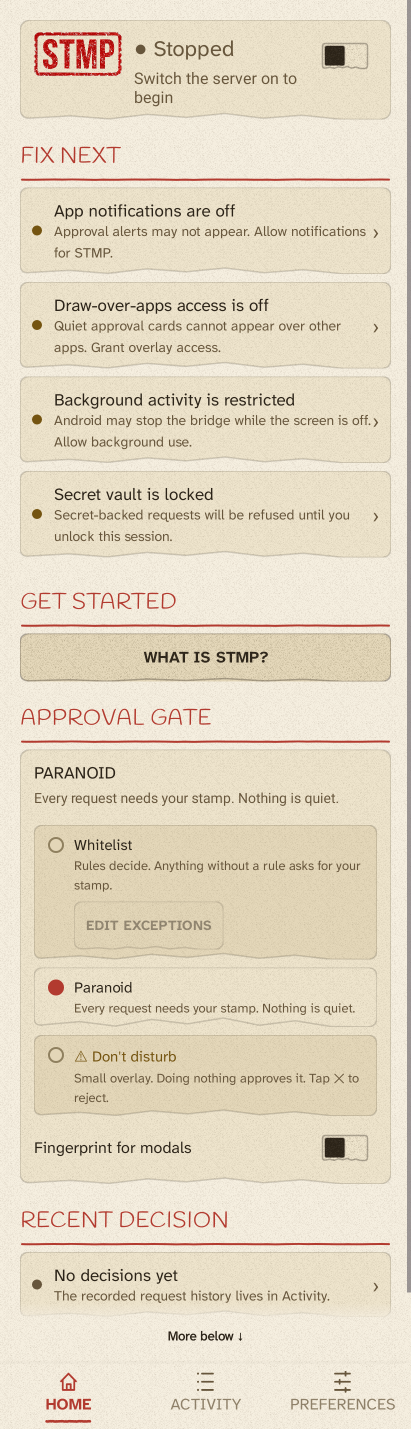 STMP
● Stopped
Switch the server on to
begin
FIX NEXT
App notifications are off
Approval alerts may not appear. Allow notifications
for STMP.
›
Draw-over-apps access is off
Quiet approval cards cannot appear over other
apps. Grant overlay access.
›
Background activity is restricted
Android may stop the bridge while the screen is off.
Allow background use.
›
Secret vault is locked
Secret-backed requests will be refused until you
unlock this session.
›
GET STARTED
WHAT IS STMP?
APPROVAL GATE
PARANOID
Every request needs your stamp. Nothing is quiet.
Whitelist
Rules decide. Anything without a rule asks for your
stamp.
EDIT EXCEPTIONS
Paranoid
Every request needs your stamp. Nothing is quiet.
⚠ Don't disturb
Small overlay. Doing nothing approves it. Tap ✕ to
reject.
Fingerprint for modals
RECENT DECISION
No decisions yet
The recorded request history lives in Activity.
›
More below ↓
HOME
ACTIVITY
PREFERENCES